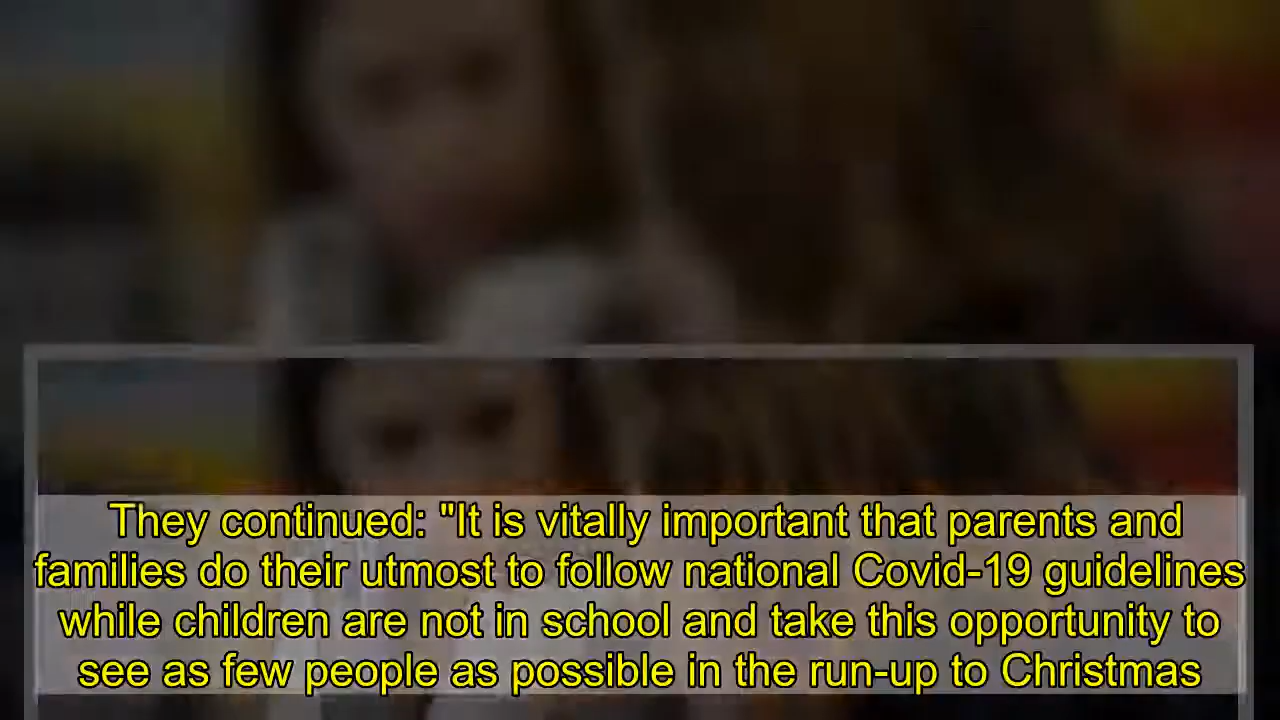 They continued: "It is vitally important that parents and
families do their utmost to follow national Covid-19 guidelines
while children are not in school and take this opportunity to
see as few people as possible in the run-up to Christmas